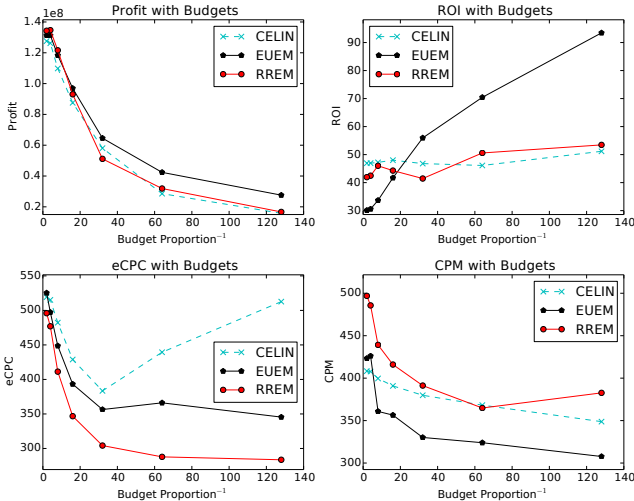 Profit with Budgets
1e8
1.4
1.2
1.0
0.8
0.6
0.4
0.2
Profit
CELIN
EUEM
RREM
0 20 40 60 80 100 120 140
Budget Proportion⁻¹
ROI with Budgets
90
80
70
60
50
40
30
ROI
CELIN
EUEM
RREM
0 20 40 60 80 100 120 140
Budget Proportion⁻¹
eCPC with Budgets
550
500
450
400
350
300
eCPC
CELIN
EUEM
RREM
0 20 40 60 80 100 120 140
Budget Proportion⁻¹
CPM with Budgets
500
450
400
350
300
CPM
CELIN
EUEM
RREM
0 20 40 60 80 100 120 140
Budget Proportion⁻¹